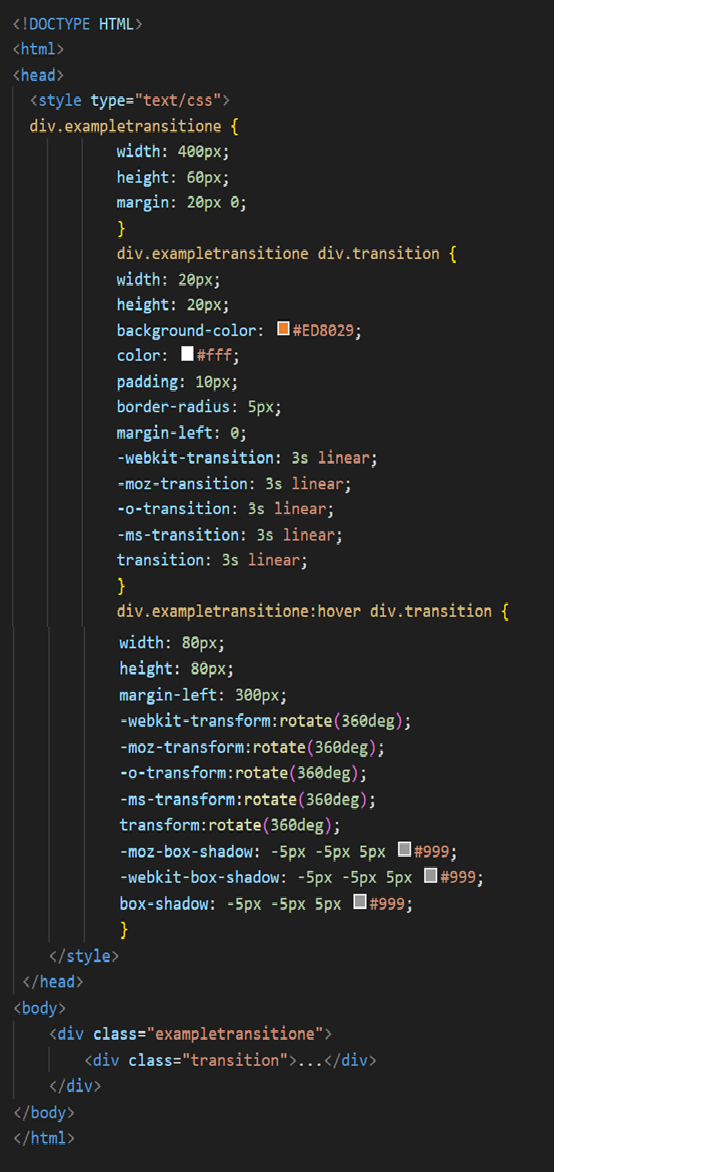 <!DOCTYPE HTML>
<html>
<head>
<style type="text/css">
div.exampletransitione {
width: 400px;
height: 60px;
margin: 20px 0;
}
div.exampletransitione div.transition {
width: 20px;
height: 20px;
background-color: #ED8029;
color: #fff;
padding: 10px;
border-radius: 5px;
margin-left: 0;
-webkit-transition: 3s linear;
-moz-transition: 3s linear;
-o-transition: 3s linear;
-ms-transition: 3s linear;
transition: 3s linear;
}
div.exampletransitione:hover div.transition {
width: 80px;
height: 80px;
margin-left: 300px;
-webkit-transform:rotate(360deg);
-moz-transform:rotate(360deg);
-o-transform:rotate(360deg);
-ms-transform:rotate(360deg);
transform:rotate(360deg);
-moz-box-shadow: -5px -5px 5px #999;
-webkit-box-shadow: -5px -5px 5px #999;
box-shadow: -5px -5px 5px #999;
}
</style>
</head>
<body>
<div class="exampletransitione">
<div class="transition">...</div>
</div>
</body>
</html>